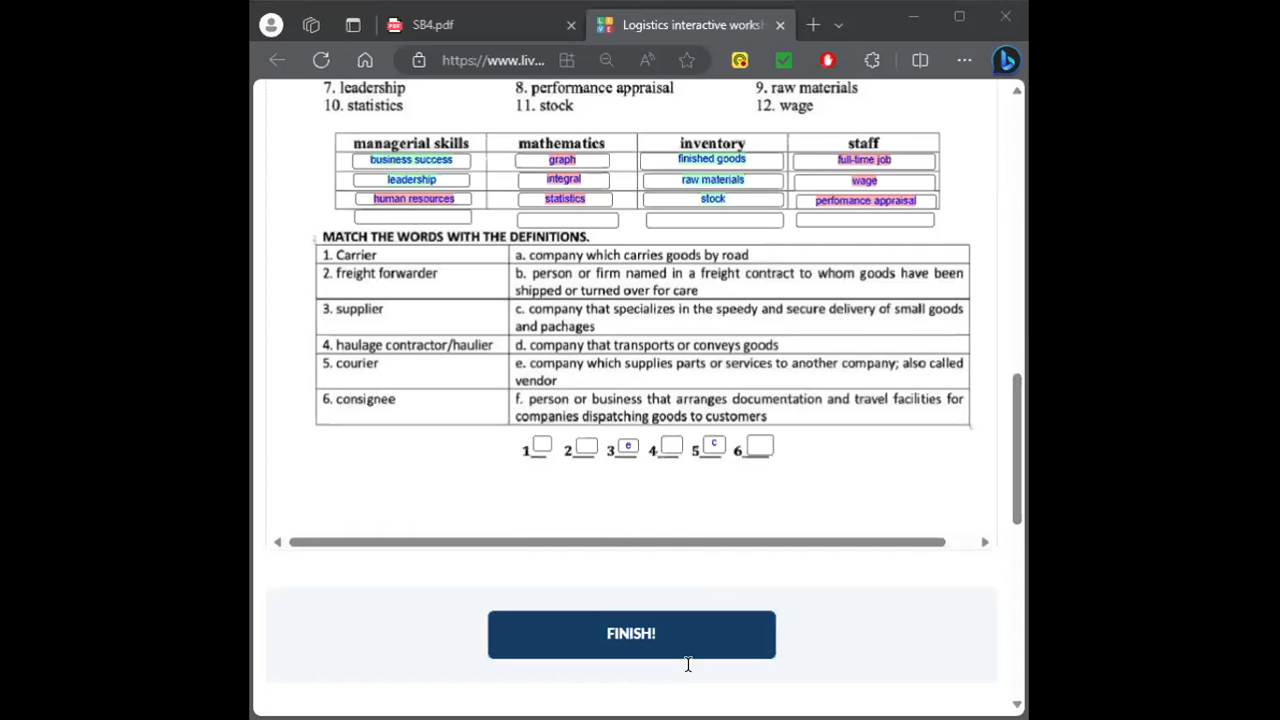 SB4.pdf
Logistics interactive works
https://www.liv...
7. leadership 8. performance appraisal 9. raw materials
10. statistics 11. stock 12. wage
managerial skills mathematics inventory staff
business success graph finished goods full-time job
leadership integral raw materials wage
human resources statistics stock perfomance appraisal
MATCH THE WORDS WITH THE DEFINITIONS.
1. Carrier a. company which carries goods by road
2. freight forwarder b. person or firm named in a freight contract to whom goods have been
shipped or turned over for care
3. supplier c. company that specializes in the speedy and secure delivery of small goods
and pachages
4. haulage contractor/haulier d. company that transports or conveys goods
5. courier e. company which supplies parts or services to another company; also called
vendor
6. consignee f. person or business that arranges documentation and travel facilities for
companies dispatching goods to customers
1 2 3 e 4 5 c 6
FINISH!